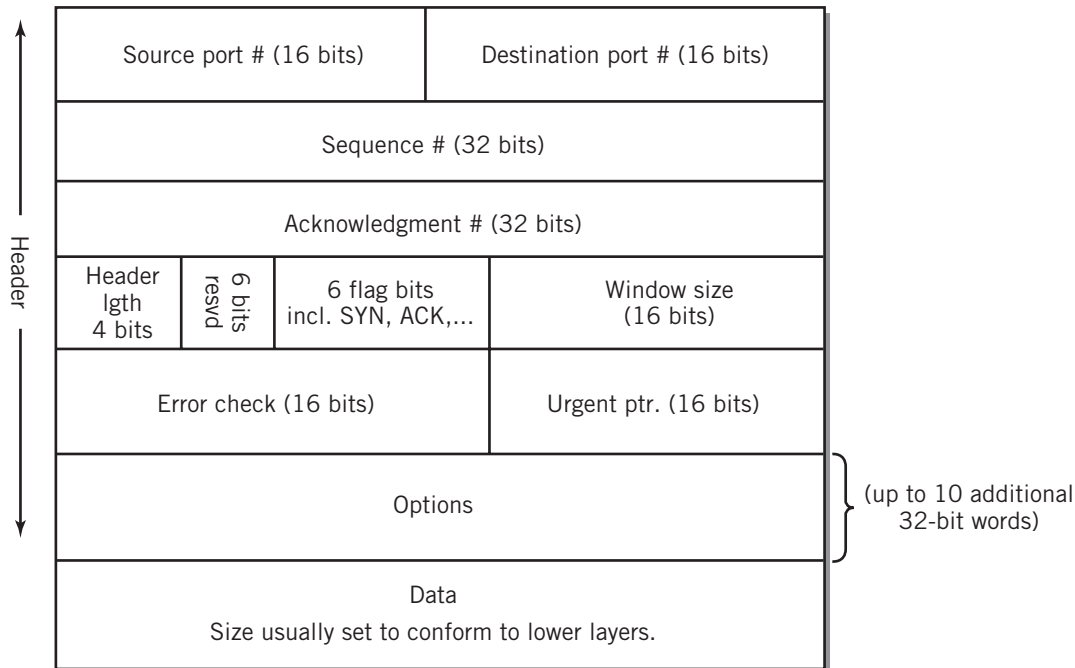 Source port # (16 bits)
Destination port # (16 bits)
Sequence # (32 bits)
Acknowledgment # (32 bits)
Header
Header
lgth
4 bits
6 bits
resvd
6 flag bits
incl. SYN, ACK,...
Window size
(16 bits)
Error check (16 bits)
Urgent ptr. (16 bits)
Options
(up to 10 additional
32-bit words)
Data
Size usually set to conform to lower layers.